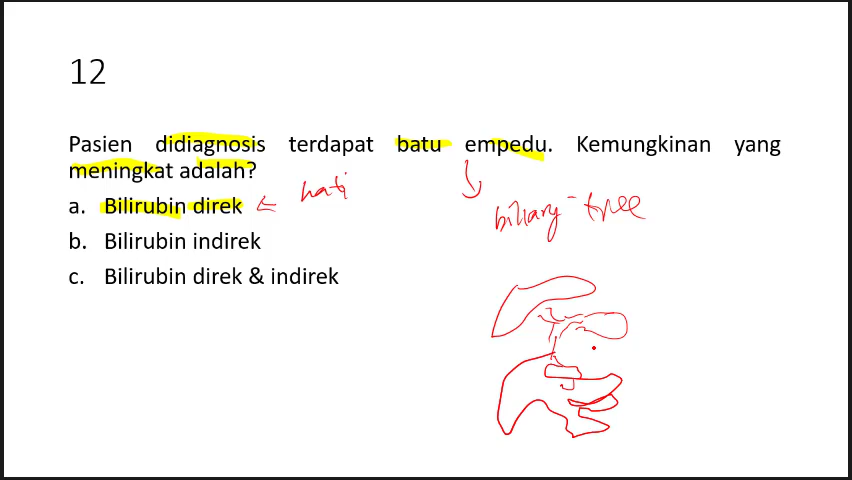 12
Pasien didiagnosis terdapat batu empedu. Kemungkinan yang
meningkat adalah?
a. Bilirubin direk
hati
biliary-tree
b. Bilirubin indirek
c. Bilirubin direk & indirek